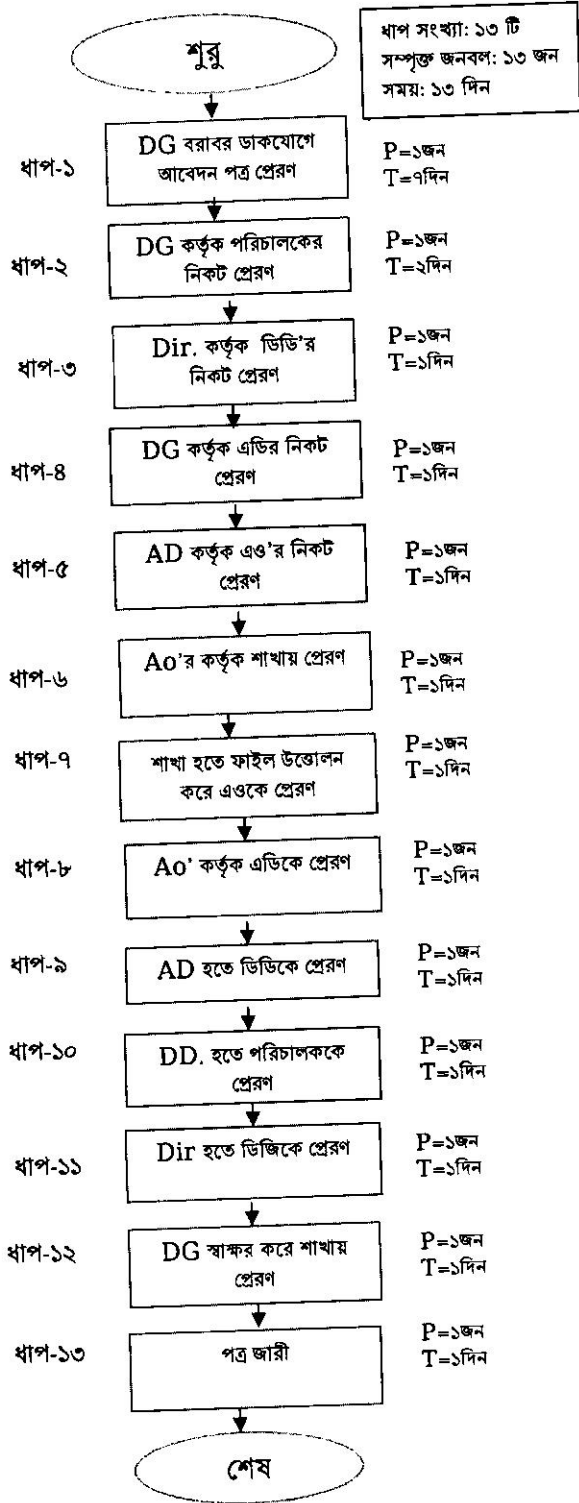 শুরু
ধাপ সংখ্যা: ১৩ টি
সম্পৃক্ত জনবল: ১৩ জন
সময়: ১৩ দিন
ধাপ-১
DG বরাবর ডাকযোগে
আবেদন পত্র প্রেরণ
P=১জন
T=৭দিন
ধাপ-২
DG কর্তৃক পরিচালকের
নিকট প্রেরণ
P=১জন
T=২দিন
ধাপ-৩
Dir. কর্তৃক ডিডি'র
নিকট প্রেরণ
P=১জন
T=১দিন
ধাপ-৪
DG কর্তৃক এডির নিকট
প্রেরণ
P=১জন
T=১দিন
ধাপ-৫
AD কর্তৃক এও'র নিকট
প্রেরণ
P=১জন
T=১দিন
ধাপ-৬
Ao'র কর্তৃক শাখায় প্রেরণ
P=১জন
T=১দিন
ধাপ-৭
শাখা হতে ফাইল উত্তোলন
করে এওকে প্রেরণ
P=১জন
T=১দিন
ধাপ-৮
Ao' কর্তৃক এডিকে প্রেরণ
P=১জন
T=১দিন
ধাপ-৯
AD হতে ডিডিকে প্রেরণ
P=১জন
T=১দিন
ধাপ-১০
DD. হতে পরিচালককে
প্রেরণ
P=১জন
T=১দিন
ধাপ-১১
Dir হতে ডিজিকে প্রেরণ
P=১জন
T=১দিন
ধাপ-১২
DG স্বাক্ষর করে শাখায়
প্রেরণ
P=১জন
T=১দিন
ধাপ-১৩
পত্র জারী
P=১জন
T=১দিন
শেষ